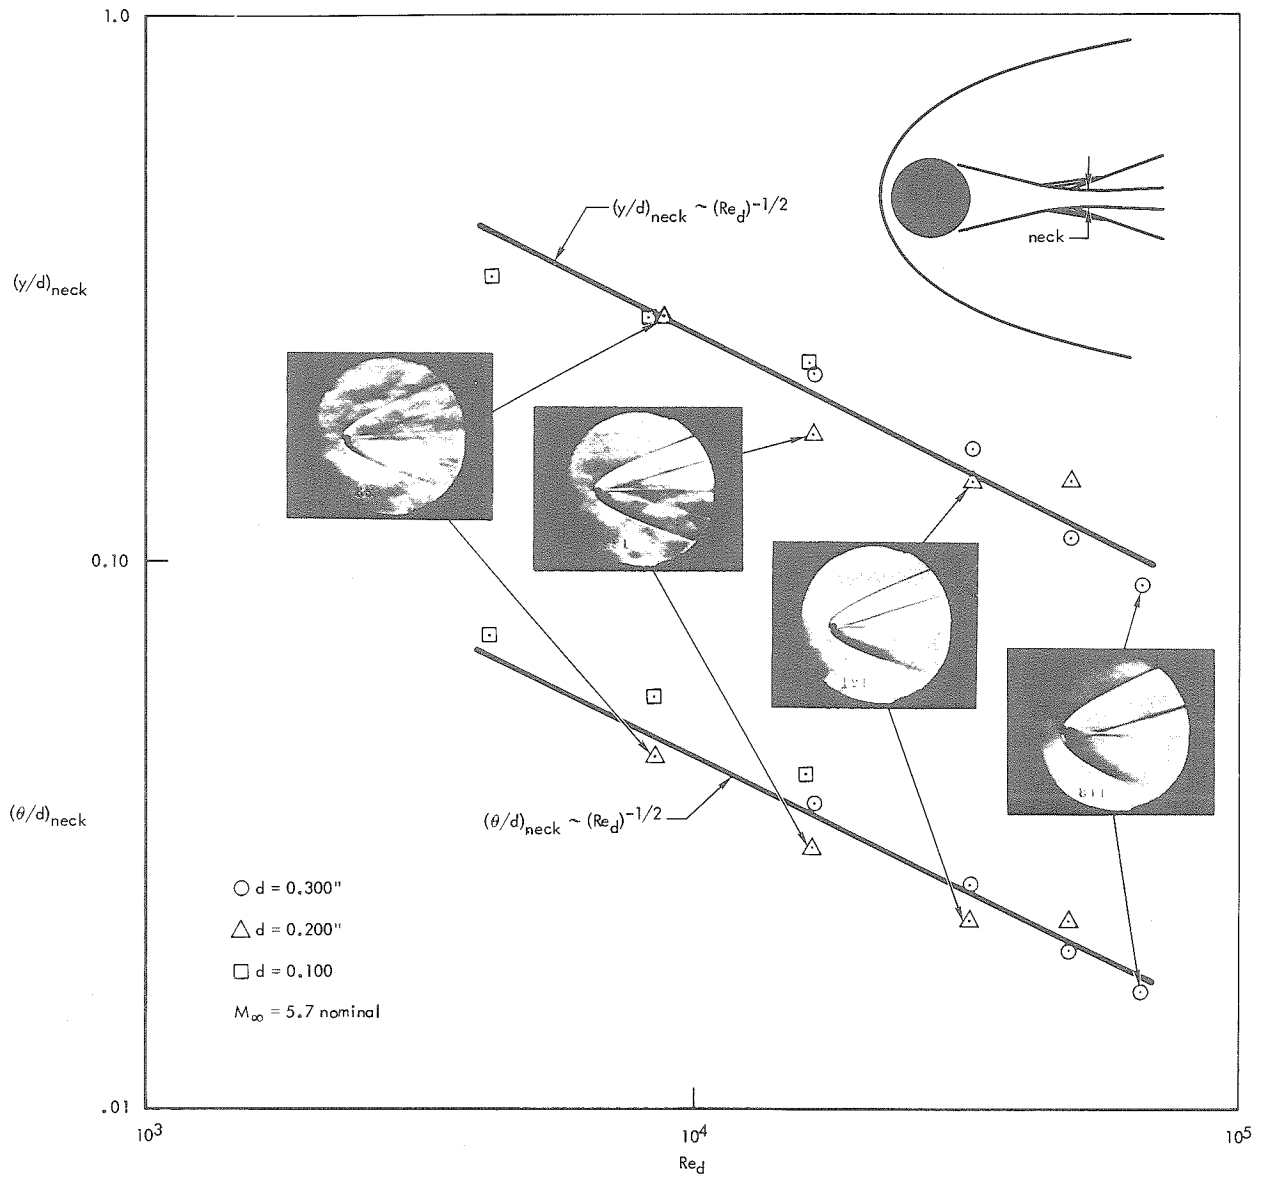 1.0
(y/d)neck ~ (Red)-1/2
neck
(y/d)neck
0.10
(θ/d)neck
(θ/d)neck ~ (Red)-1/2
d = 0.300"
d = 0.200"
d = 0.100
M∞ = 5.7 nominal
.01
103
104
105
Red